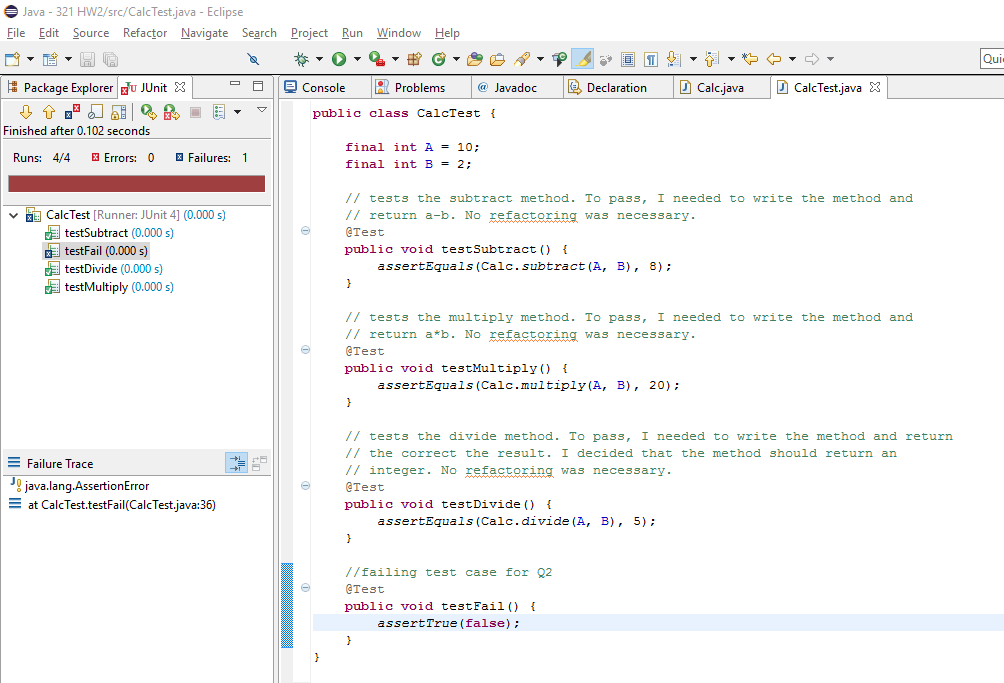 Java - 321 HW2/src/CalcTest.java - Eclipse
File Edit Source Refactor Navigate Search Project Run Window Help
Package Explorer JUnit Console Problems Javadoc Declaration Calc.java CalcTest.java
Finished after 0.102 seconds
Runs: 4/4 Errors: 0 Failures: 1
CalcTest [Runner: JUnit 4] (0.000 s)
testSubtract (0.000 s)
testFail (0.000 s)
testDivide (0.000 s)
testMultiply (0.000 s)
Failure Trace
java.lang.AssertionError
at CalcTest.testFail(CalcTest.java:36)
public class CalcTest {
final int A = 10;
final int B = 2;
// tests the subtract method. To pass, I needed to write the method and
// return a-b. No refactoring was necessary.
@Test
public void testSubtract() {
assertEquals(Calc.subtract(A, B), 8);
}
// tests the multiply method. To pass, I needed to write the method and
// return a*b. No refactoring was necessary.
@Test
public void testMultiply() {
assertEquals(Calc.multiply(A, B), 20);
}
// tests the divide method. To pass, I needed to write the method and return
// the correct the result. I decided that the method should return an
// integer. No refactoring was necessary.
@Test
public void testDivide() {
assertEquals(Calc.divide(A, B), 5);
}
//failing test case for Q2
@Test
public void testFail() {
assertTrue(false);
}
}